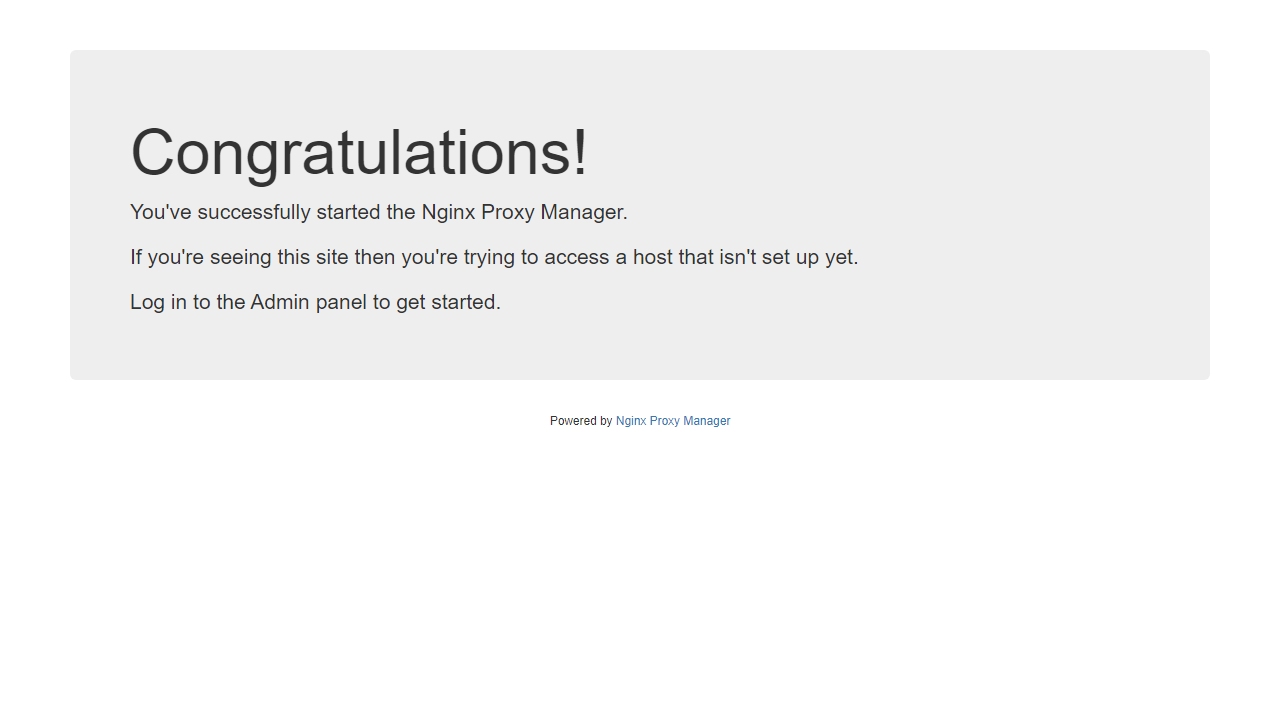 Congratulations!
You've successfully started the Nginx Proxy Manager.
If you're seeing this site then you're trying to access a host that isn't set up yet.
Log in to the Admin panel to get started.
Powered by Nginx Proxy Manager